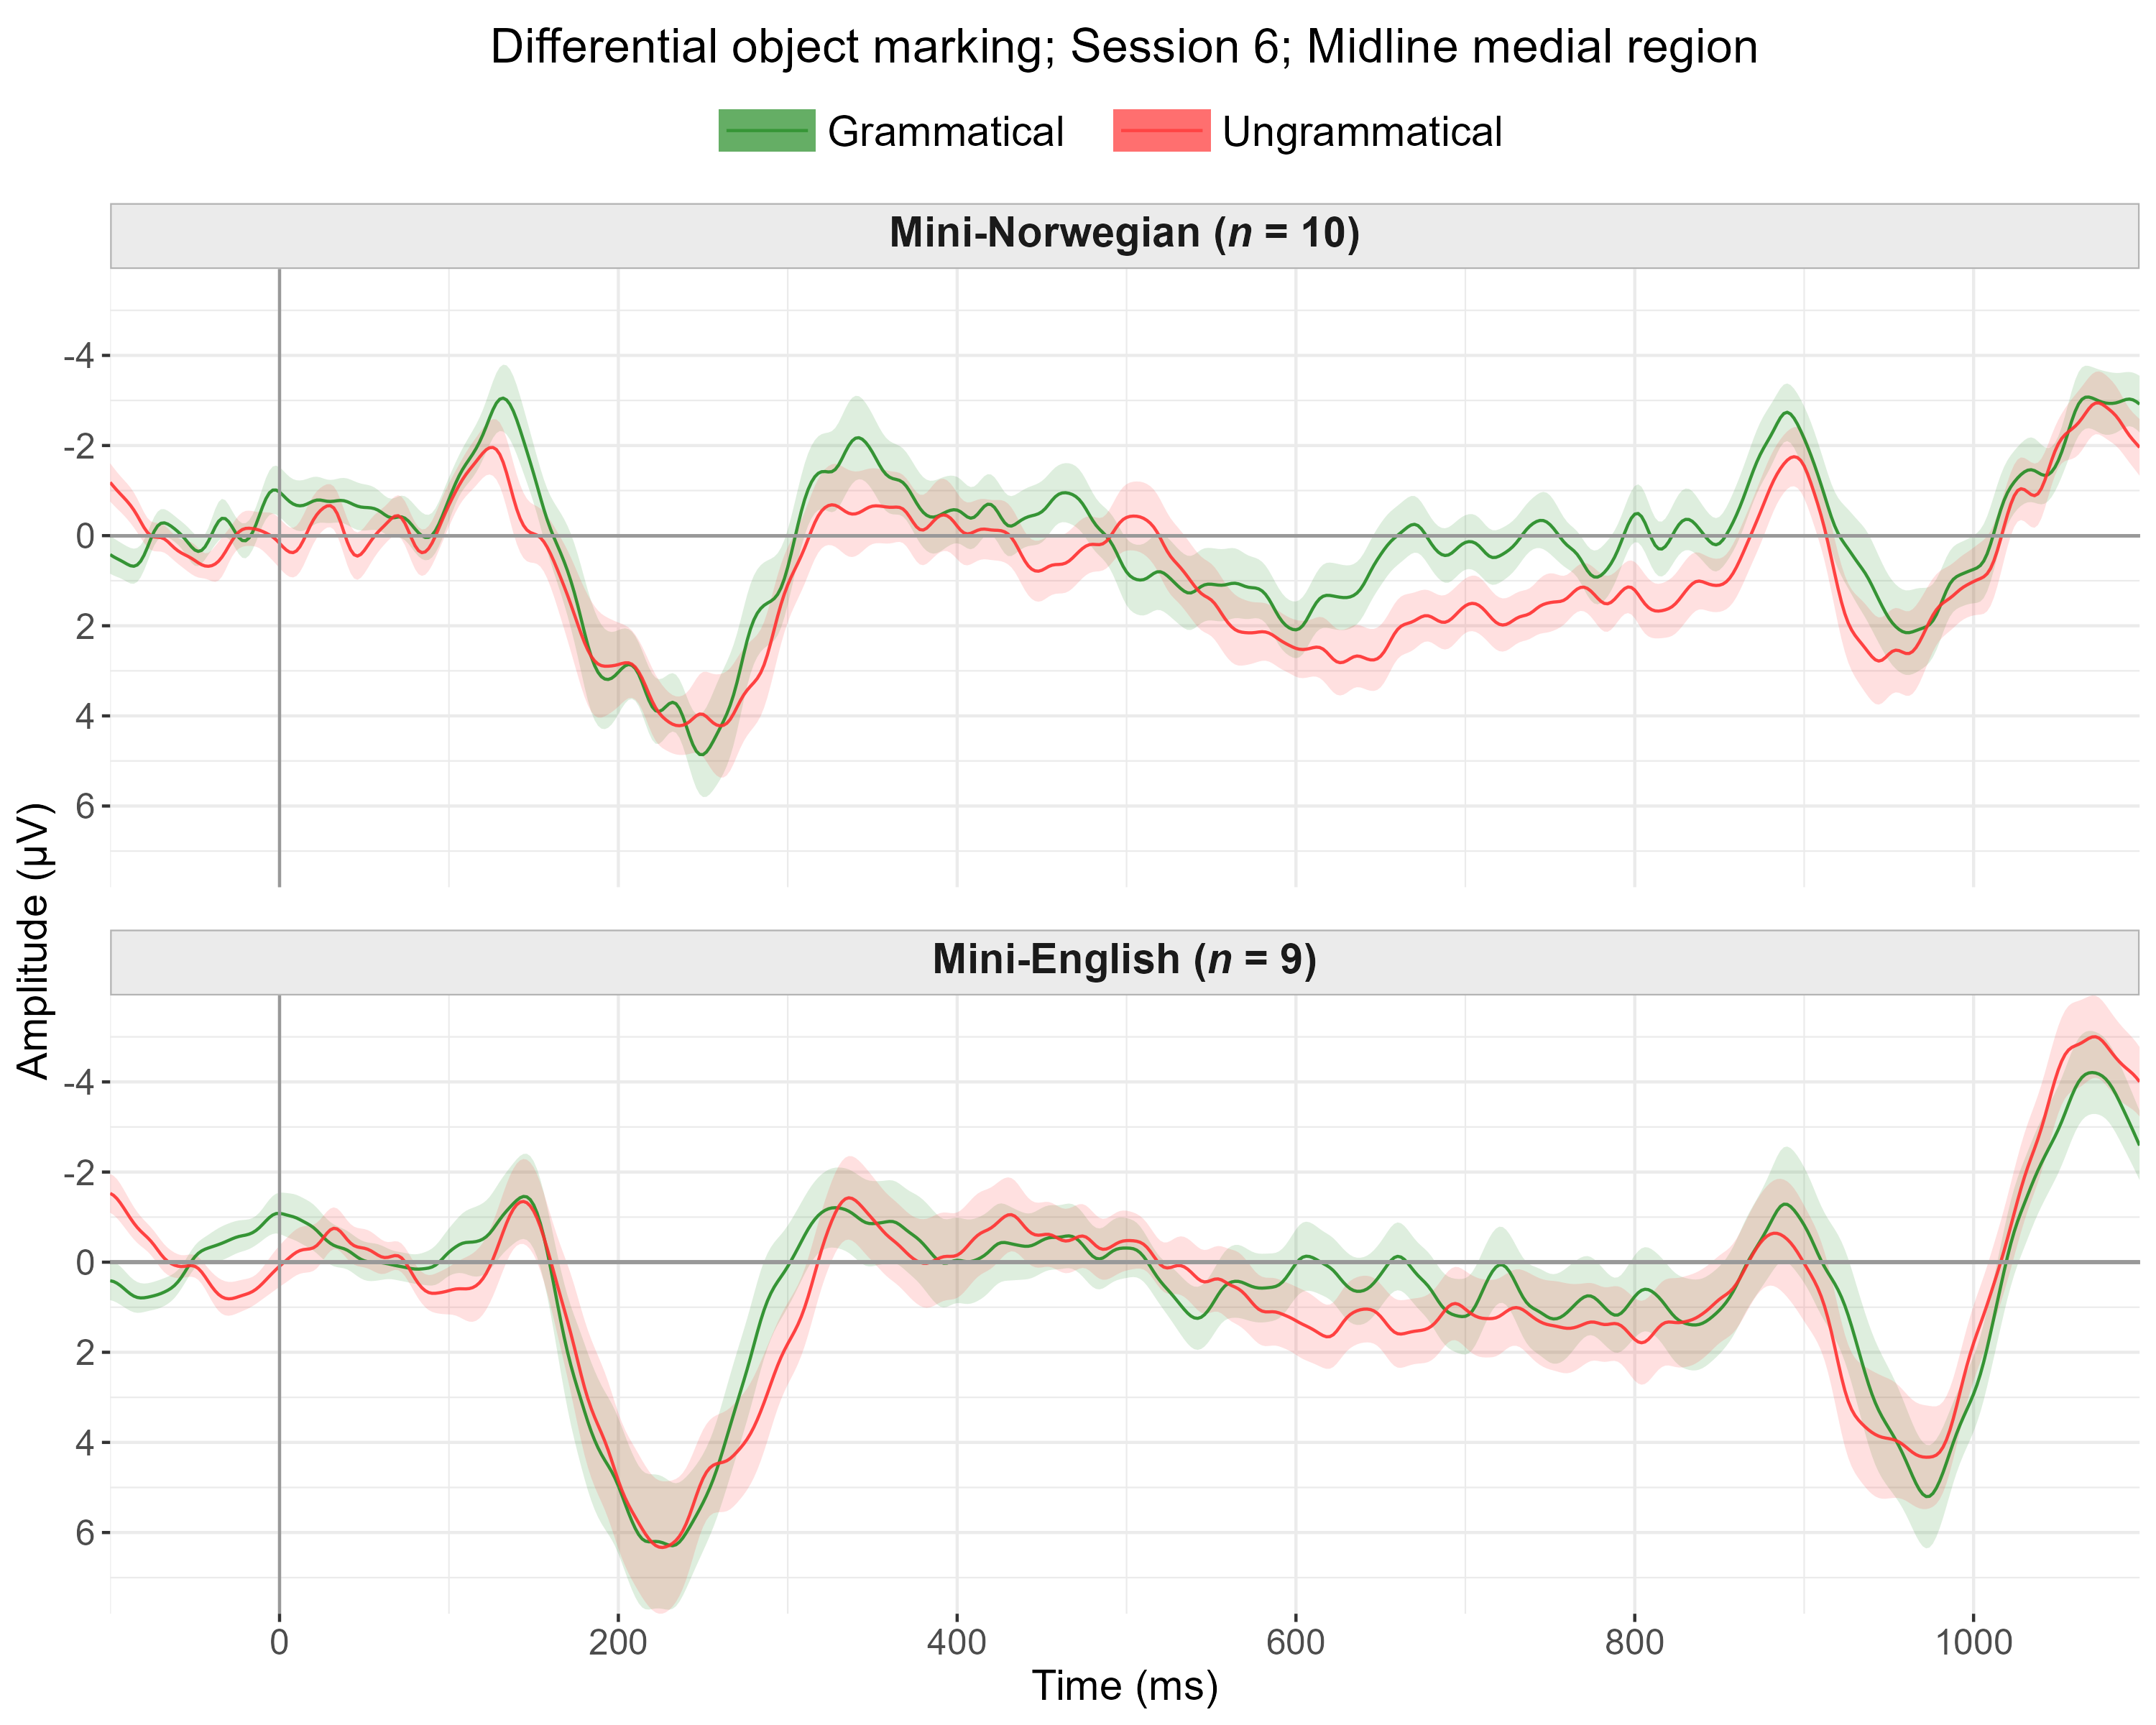 Differential object marking; Session 6; Midline medial region
Grammatical
Ungrammatical
Mini-Norwegian (n = 10)
-4
-2
0
2
4
6
Amplitude (µV)
Mini-English (n = 9)
-4
-2
0
2
4
6
0
200
400
600
800
1000
Time (ms)